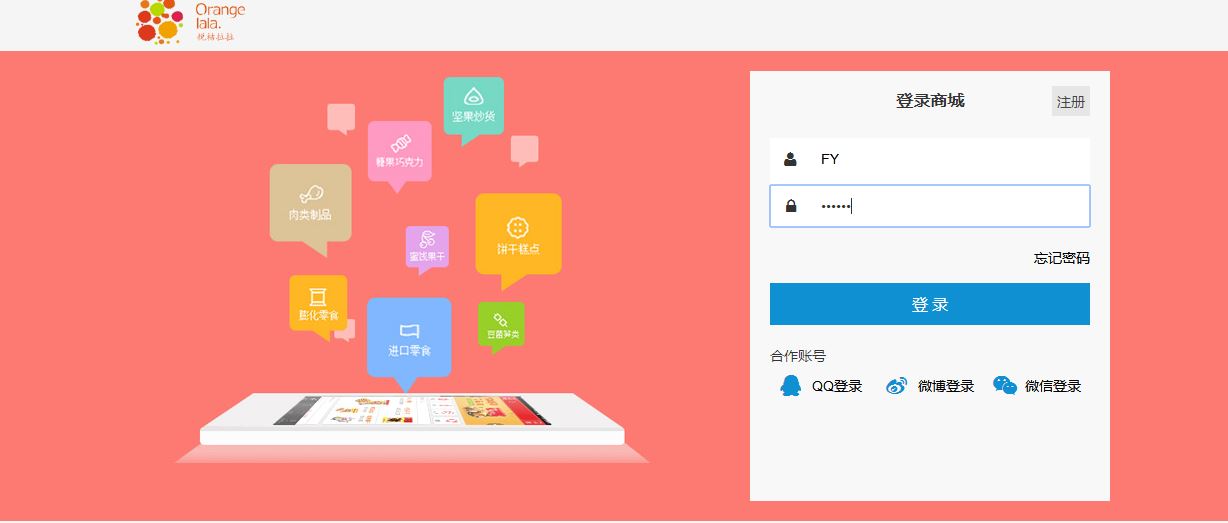 Orange
lala.
悦桔拉拉
坚果炒货
糖果巧克力
肉类制品
蜜饯果干
饼干糕点
膨化零食
进口零食
豆菌笋类
登录商城
注册
FY
••••••
忘记密码
登 录
合作账号
QQ登录
微博登录
微信登录